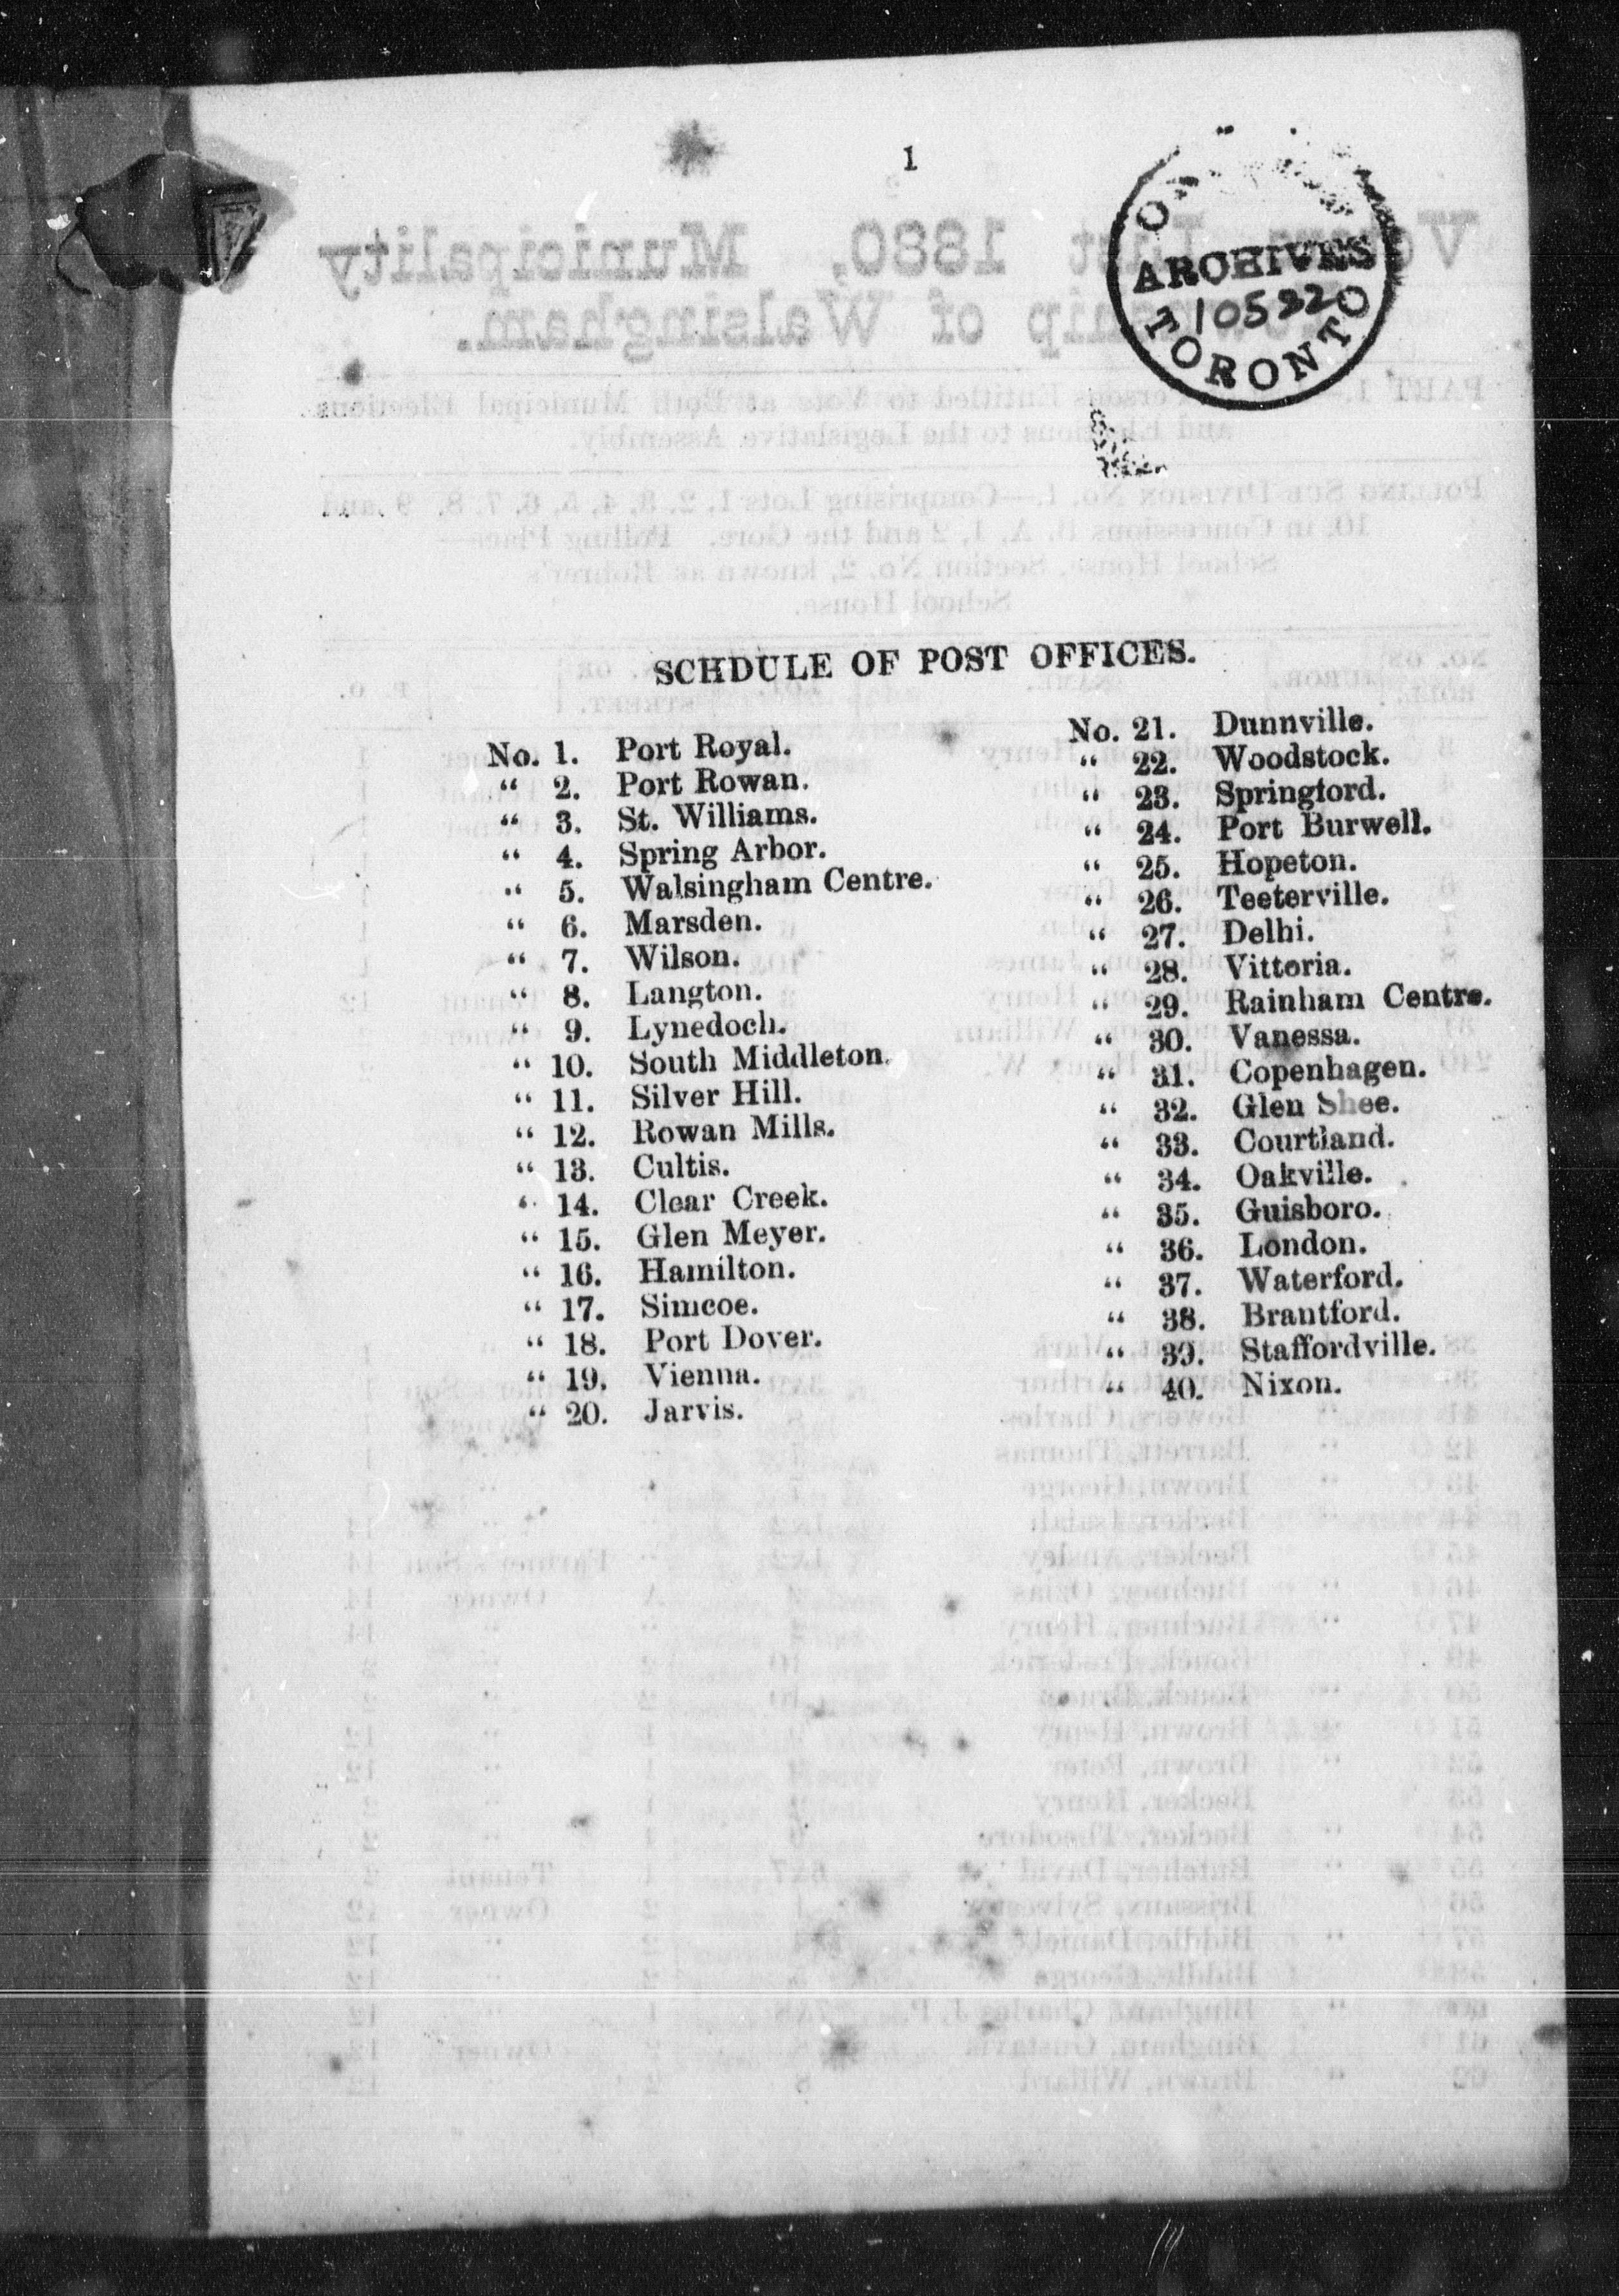 1
ARCHIVES
10522
TORONTO
SCHDULE OF POST OFFICES.
No. 1. Port Royal.
“ 2. Port Rowan.
“ 3. St. Williams.
“ 4. Spring Arbor.
“ 5. Walsingham Centre.
“ 6. Marsden.
“ 7. Wilson.
“ 8. Langton.
“ 9. Lynedoch.
“ 10. South Middleton.
“ 11. Silver Hill.
“ 12. Rowan Mills.
“ 13. Cultis.
“ 14. Clear Creek.
“ 15. Glen Meyer.
“ 16. Hamilton.
“ 17. Simcoe.
“ 18. Port Dover.
“ 19. Vienna.
“ 20. Jarvis.
No. 21. Dunnville.
“ 22. Woodstock.
“ 23. Springford.
“ 24. Port Burwell.
“ 25. Hopeton.
“ 26. Teeterville.
“ 27. Delhi.
“ 28. Vittoria.
“ 29. Rainham Centre.
“ 30. Vanessa.
“ 31. Copenhagen.
“ 32. Glen Shee.
“ 33. Courtland.
“ 34. Oakville.
“ 35. Guisboro.
“ 36. London.
“ 37. Waterford.
“ 38. Brantford.
“ 39. Staffordville.
“ 40. Nixon.